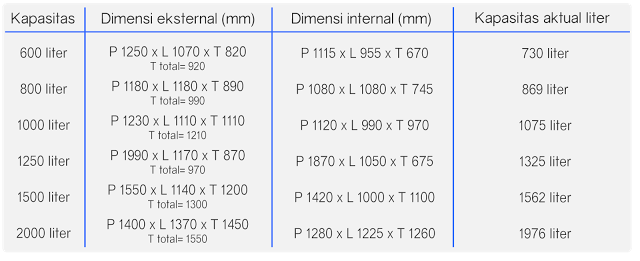 Kapasitas Dimensi eksternal (mm) Dimensi internal (mm) Kapasitas aktual liter
600 liter P 1250 x L 1070 x T 820 P 1115 x L 955 x T 670 730 liter
T total= 920
800 liter P 1180 x L 1180 x T 890 P 1080 x L 1080 x T 745 869 liter
T total= 990
1000 liter P 1230 x L 1110 x T 1110 P 1120 x L 990 x T 970 1075 liter
T total= 1210
1250 liter P 1990 x L 1170 x T 870 P 1870 x L 1050 x T 675 1325 liter
T total= 970
1500 liter P 1550 x L 1140 x T 1200 P 1420 x L 1000 x T 1100 1562 liter
T total= 1300
2000 liter P 1400 x L 1370 x T 1450 P 1280 x L 1225 x T 1260 1976 liter
T total= 1550